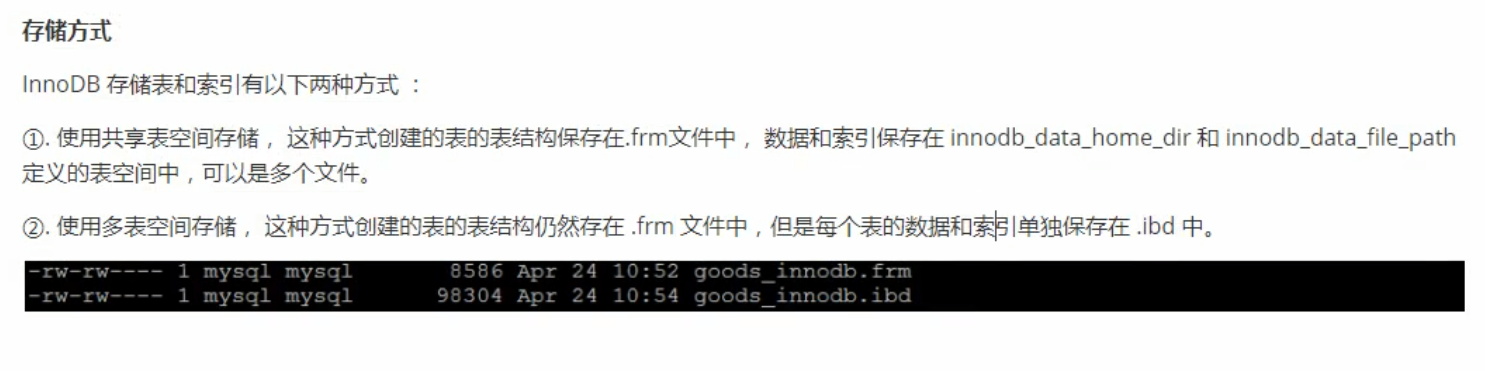 存储方式
InnoDB 存储表和索引有以下两种方式 ：
①. 使用共享表空间存储， 这种方式创建的表的表结构保存在.frm文件中， 数据和索引保存在 innodb_data_home_dir 和 innodb_data_file_path
定义的表空间中，可以是多个文件。
②. 使用多表空间存储， 这种方式创建的表的表结构仍然存在 .frm 文件中，但是每个表的数据和索引单独保存在 .ibd 中。
-rw-rw---- 1 mysql mysql 8586 Apr 24 10:52 goods_innodb.frm
-rw-rw---- 1 mysql mysql 98304 Apr 24 10:54 goods_innodb.ibd